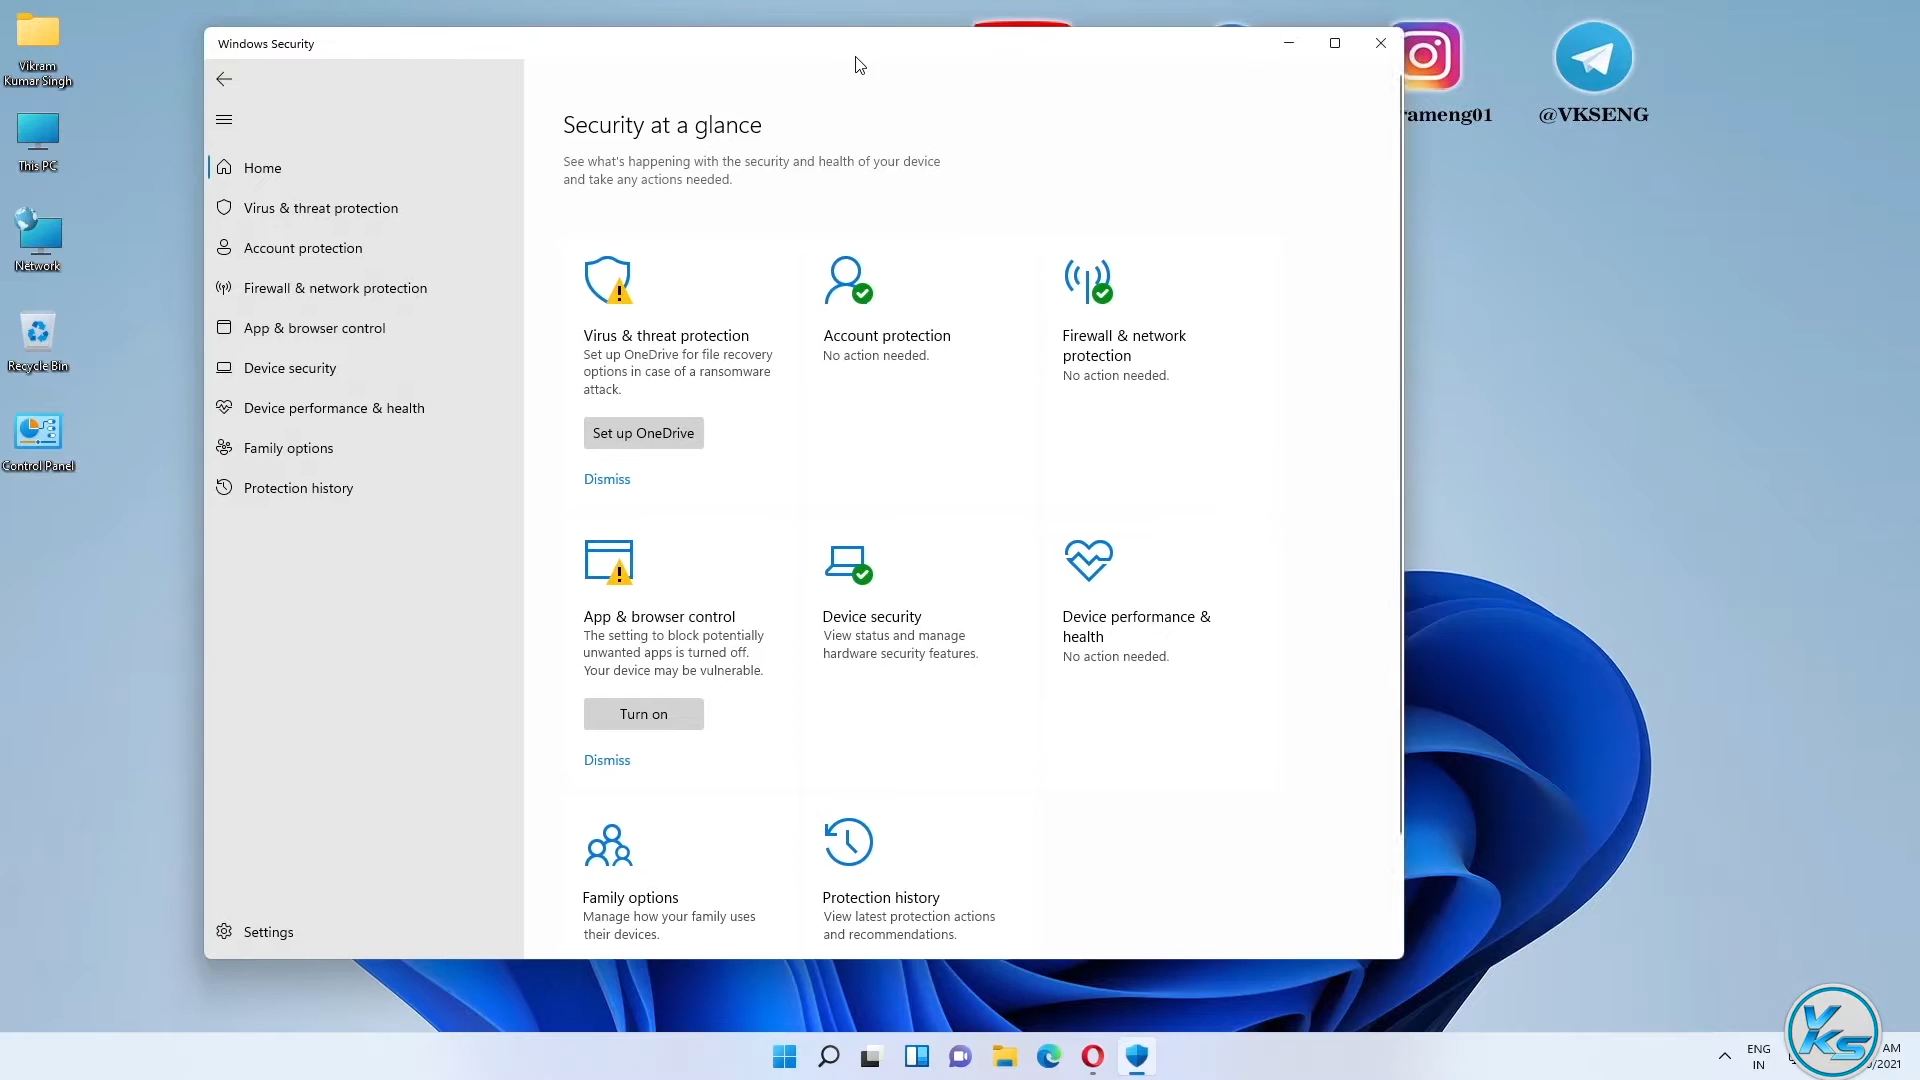 Windows Security
Vikram
Kumar Singh
This PC
Network
Recycle Bin
Control Panel
Home
Virus & threat protection
Account protection
Firewall & network protection
App & browser control
Device security
Device performance & health
Family options
Protection history
Settings
Security at a glance
See what's happening with the security and health of your device
and take any actions needed.
Virus & threat protection
Set up OneDrive for file recovery
options in case of a ransomware
attack.
Set up OneDrive
Dismiss
Account protection
No action needed.
Firewall & network
protection
No action needed.
App & browser control
The setting to block potentially
unwanted apps is turned off.
Your device may be vulnerable.
Turn on
Dismiss
Device security
View status and manage
hardware security features.
Device performance &
health
No action needed.
Family options
Manage how your family uses
their devices.
Protection history
View latest protection actions
and recommendations.
rameng01
@VKSENG
ENG
IN
AM
/2021
VKS